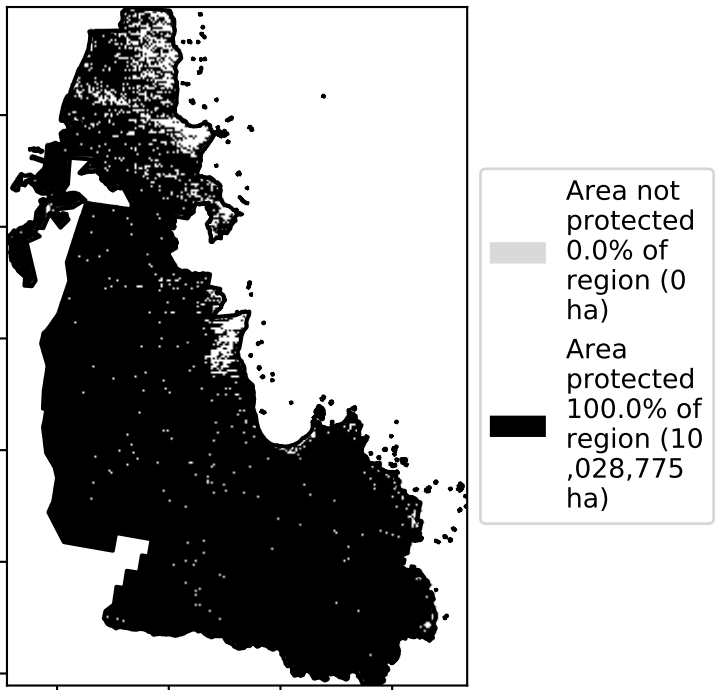 Area not
protected
0.0% of
region (0
ha)
Area
protected
100.0% of
region (10
,028,775
ha)